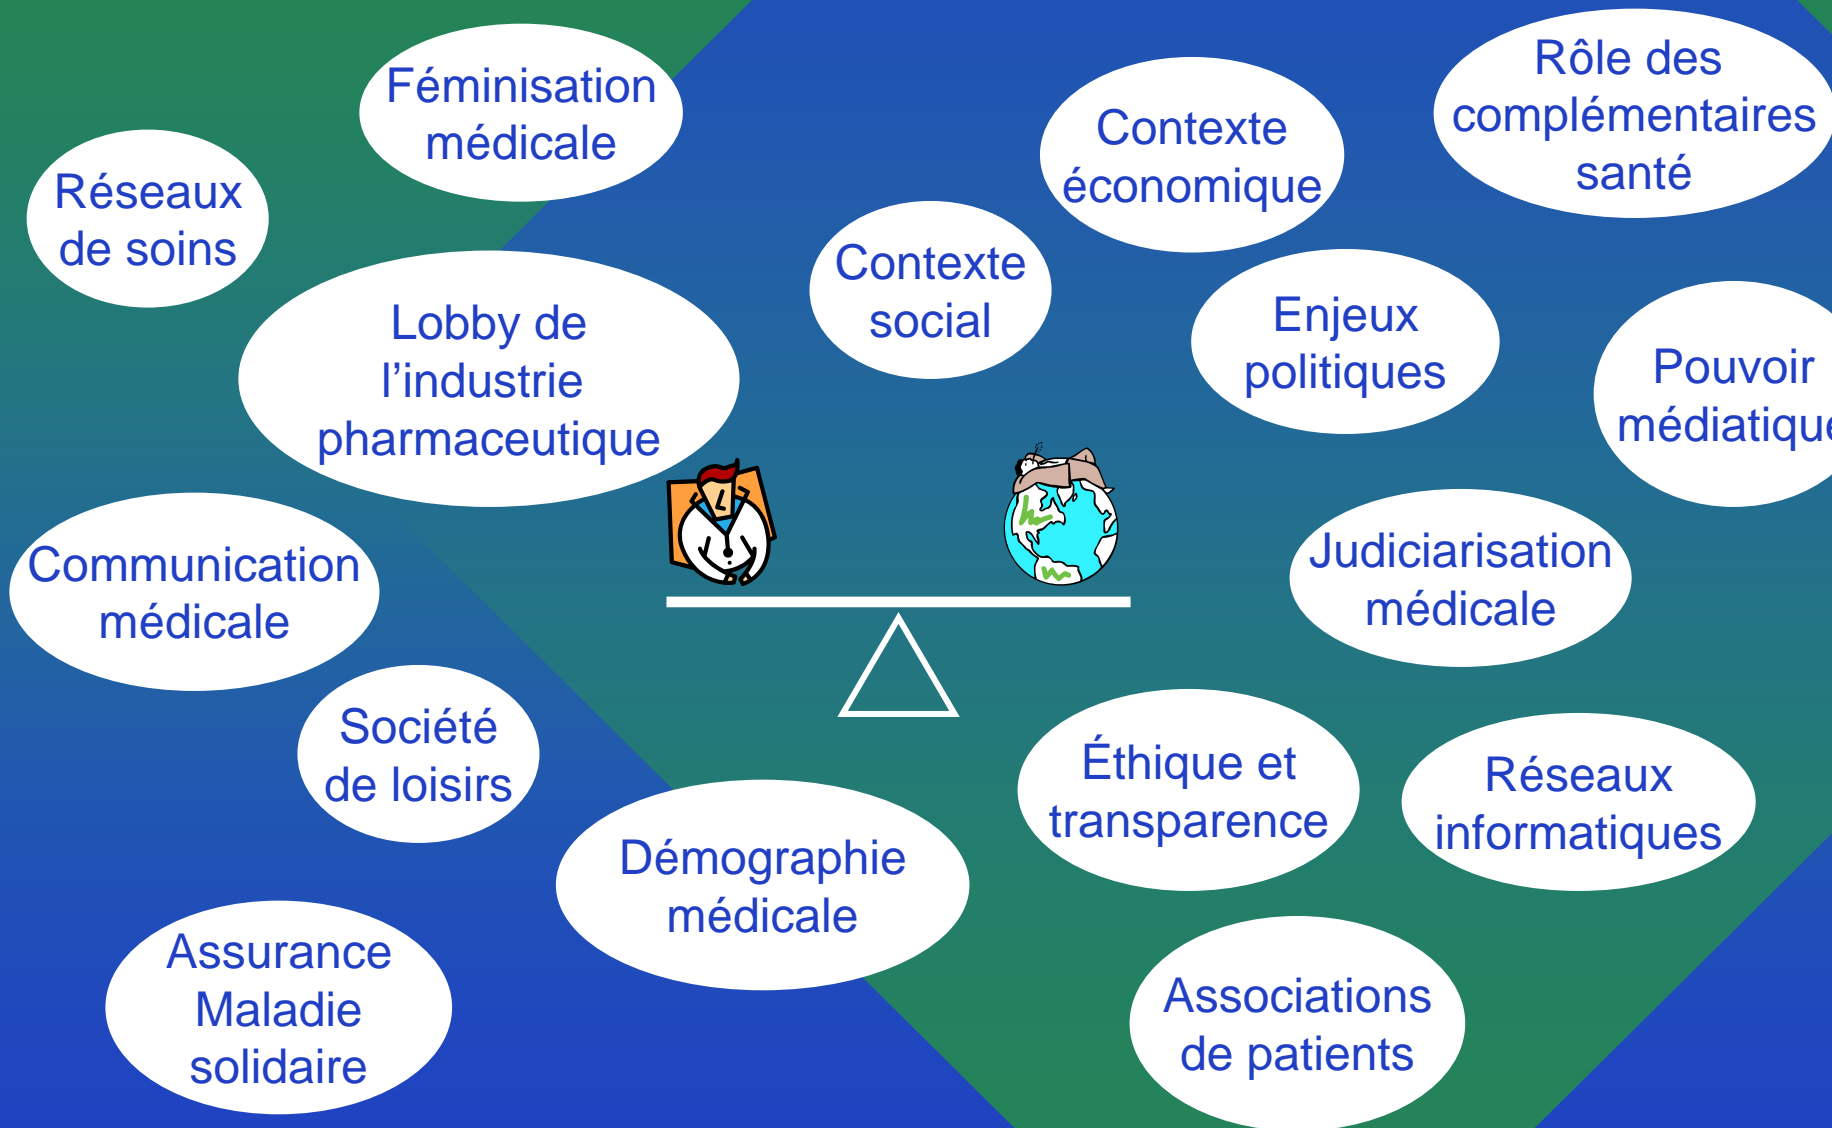 Féminisation
médicale
Rôle des
complémentaires
santé
Contexte
économique
Réseaux
de soins
Contexte
social
Lobby de
l’industrie
pharmaceutique
Enjeux
politiques
Pouvoir
médiatique
Communication
médicale
Judiciarisation
médicale
Société
de loisirs
Éthique et
transparence
Réseaux
informatiques
Démographie
médicale
Assurance
Maladie
solidaire
Associations
de patients